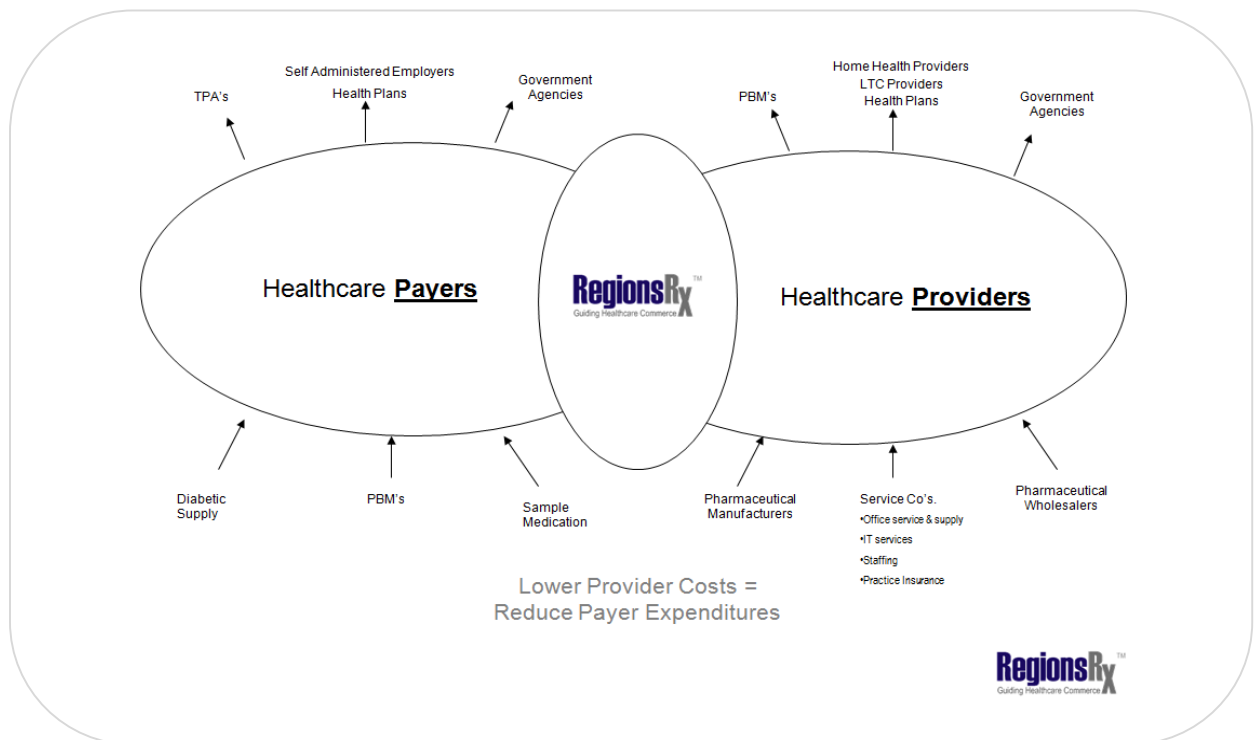 Self Administered Employers
Health Plans
TPA's
Government
Agencies
Home Health Providers
LTC Providers
Health Plans
PBM's
Government
Agencies
Healthcare Payers
RegionsRx™
Guiding Healthcare Commerce
Healthcare Providers
Diabetic
Supply
PBM's
Sample
Medication
Pharmaceutical
Manufacturers
Service Co's.
•Office service & supply
•IT services
•Staffing
•Practice Insurance
Pharmaceutical
Wholesalers
Lower Provider Costs =
Reduce Payer Expenditures
RegionsRx™
Guiding Healthcare Commerce